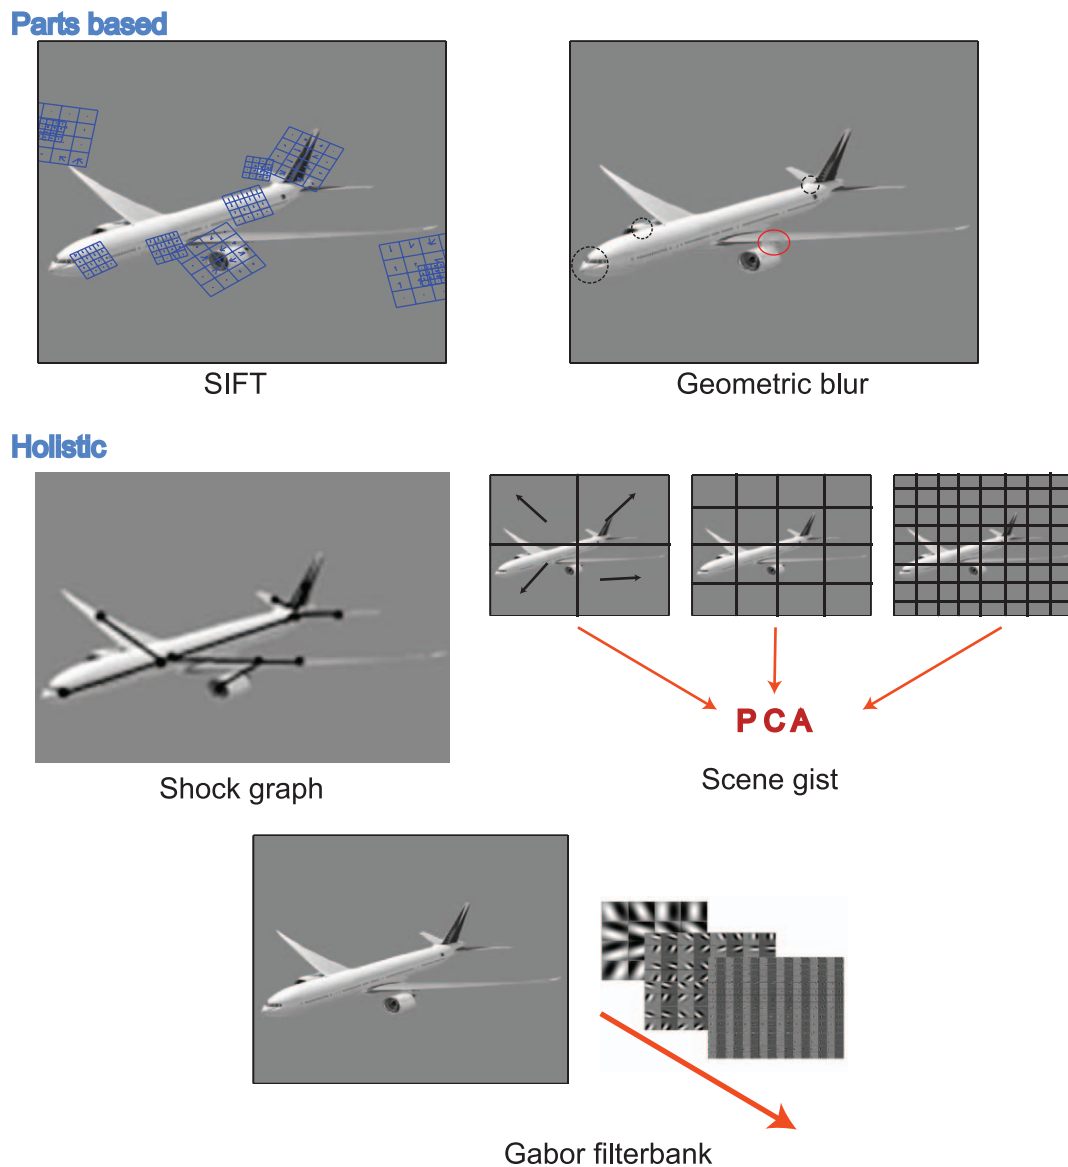 Parts based
SIFT
Geometric blur
Holistic
PCA
Shock graph
Scene gist
Gabor filterbank